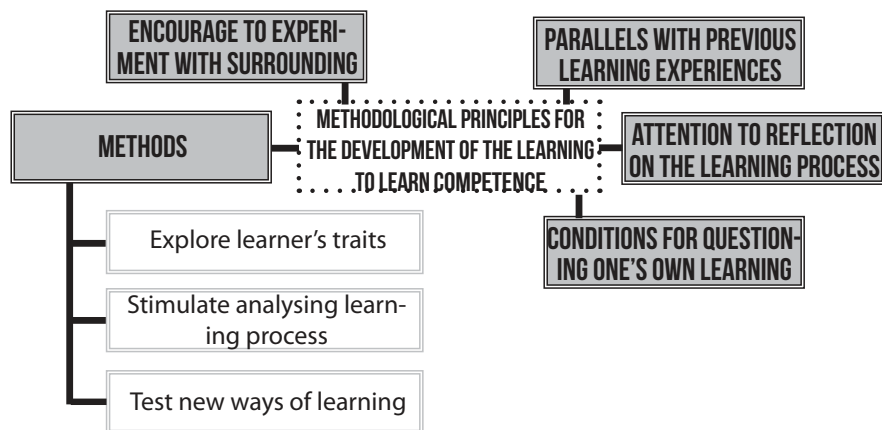 ENCOURAGE TO EXPERI-
MENT WITH SURROUNDING
PARALLELS WITH PREVIOUS
LEARNING EXPERIENCES
METHODOLOGICAL PRINCIPLES FOR
THE DEVELOPMENT OF THE LEARNING
TO LEARN COMPETENCE
METHODS
ATTENTION TO REFLECTION
ON THE LEARNING PROCESS
CONDITIONS FOR QUESTION-
ING ONE'S OWN LEARNING
Explore learner's traits
Stimulate analysing learn-
ing process
Test new ways of learning